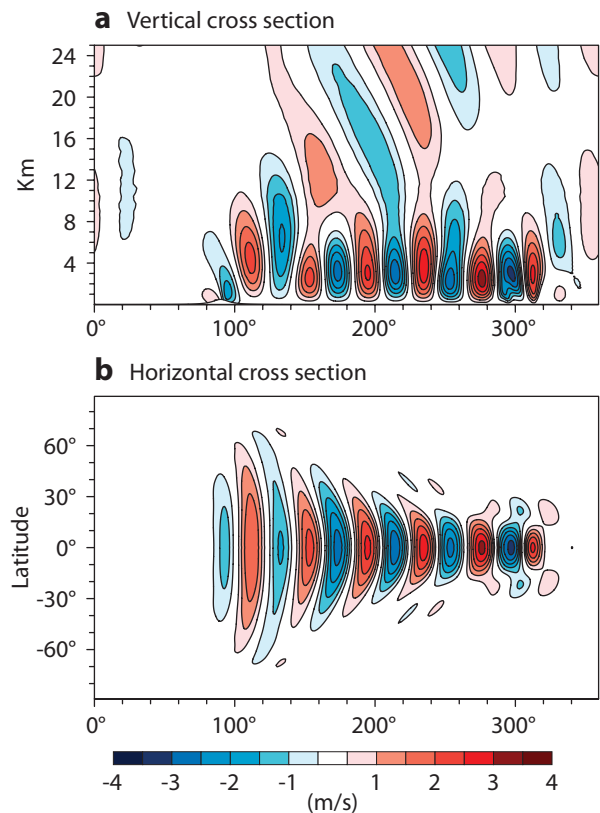 a Vertical cross section
24
20
16
12
8
4
Km
0° 100° 200° 300°
b Horizontal cross section
60°
30°
0°
-30°
-60°
Latitude
0° 100° 200° 300°
-4 -3 -2 -1 1 2 3 4
(m/s)